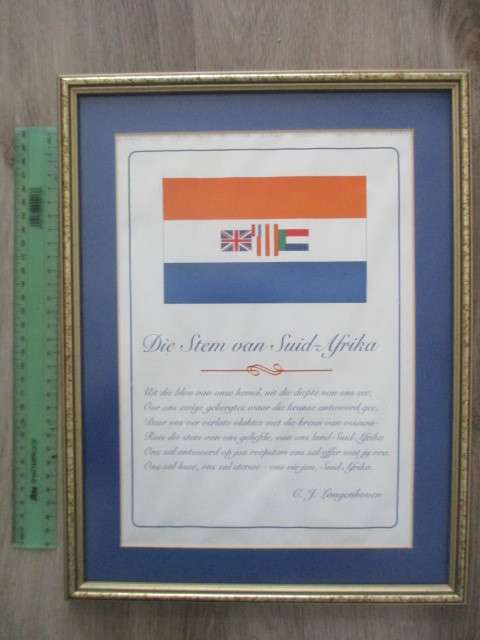 Die Stem van Suid-Afrika
Uit die blou van onse hemel, uit die diepte van ons see,
Oor ons ewige gebergtes waar die kranse antwoord gee,
Deur ons ver verlate vlaktes met die kreun van ossewa-
Ruis die stem van ons geliefde, van ons land Suid-Afrika
Ons sal antwoord op jou roepstem ons sal offer wat jy vra:
Ons sal lewe, ons sal sterwe - ons vir jou, Suid-Afrika.
C. J. Langenhoven